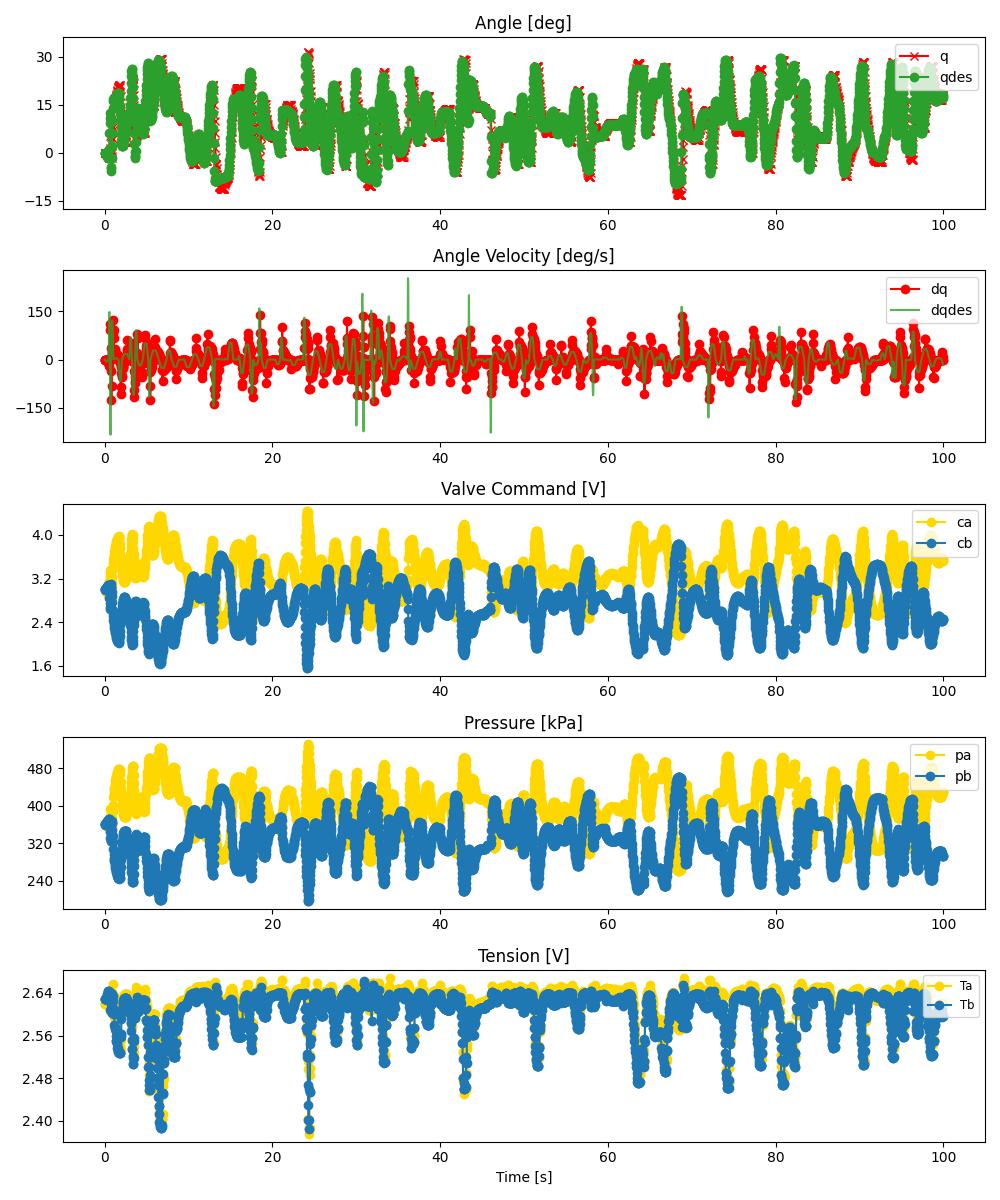 Angle [deg]
30
15
0
−15
q
qdes
0 20 40 60 80 100
Angle Velocity [deg/s]
150
0
−150
dq
dqdes
0 20 40 60 80 100
Valve Command [V]
4.0
3.2
2.4
1.6
ca
cb
0 20 40 60 80 100
Pressure [kPa]
480
400
320
240
pa
pb
0 20 40 60 80 100
Tension [V]
2.64
2.56
2.48
2.40
Ta
Tb
0 20 40 60 80 100
Time [s]